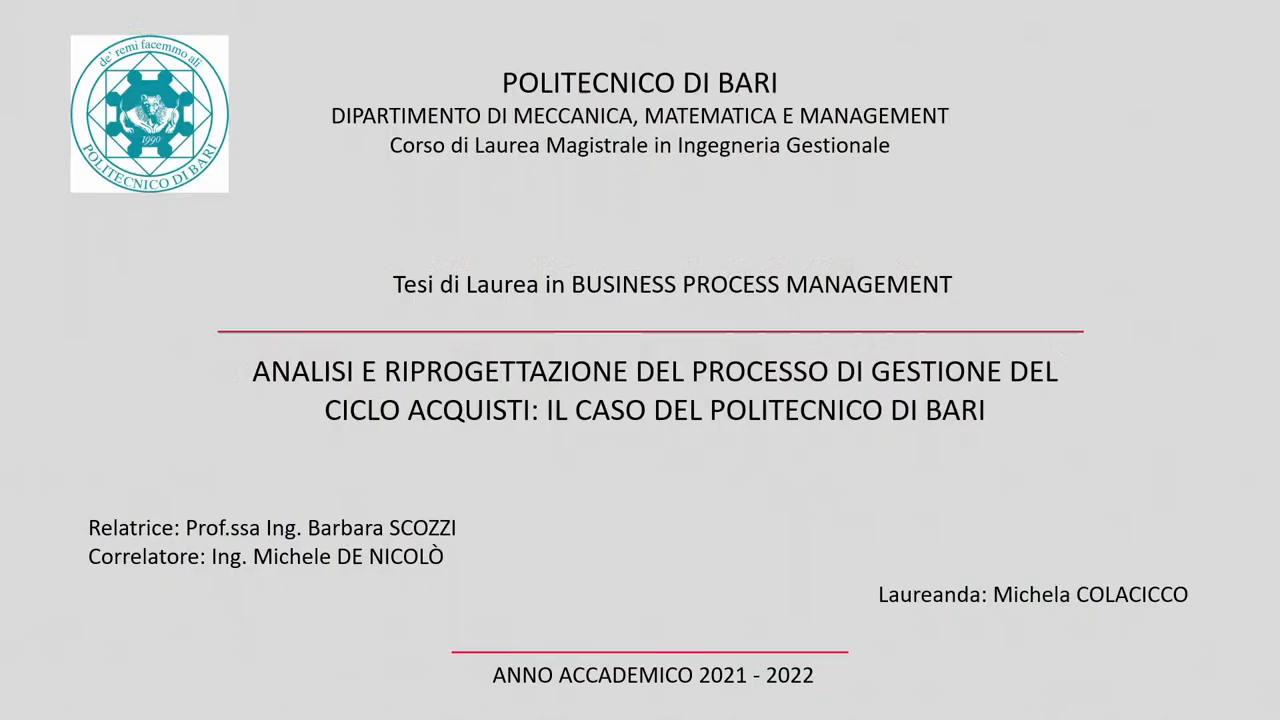 de' remi facemmo ali
1990
POLITECNICO DI BARI
POLITECNICO DI BARI
DIPARTIMENTO DI MECCANICA, MATEMATICA E MANAGEMENT
Corso di Laurea Magistrale in Ingegneria Gestionale
Tesi di Laurea in BUSINESS PROCESS MANAGEMENT
ANALISI E RIPROGETTAZIONE DEL PROCESSO DI GESTIONE DEL
CICLO ACQUISTI: IL CASO DEL POLITECNICO DI BARI
Relatrice: Prof.ssa Ing. Barbara SCOZZI
Correlatore: Ing. Michele DE NICOLÒ
Laureanda: Michela COLACICCO
ANNO ACCADEMICO 2021 - 2022